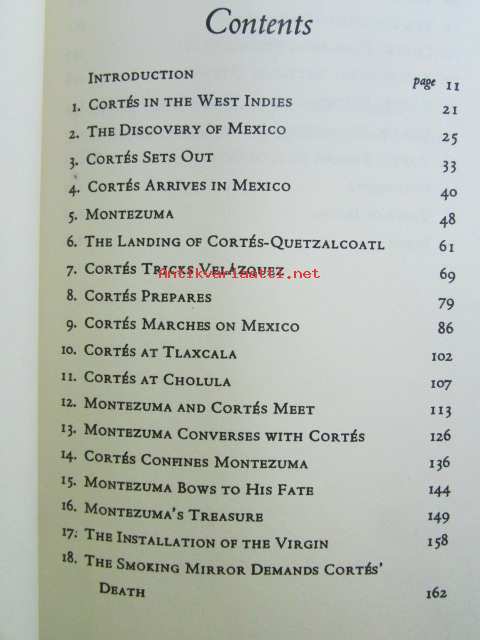 Contents
INTRODUCTION page 11
1. CORTÉS IN THE WEST INDIES 21
2. THE DISCOVERY OF MEXICO 25
3. CORTÉS SETS OUT 33
4. CORTÉS ARRIVES IN MEXICO 40
5. MONTEZUMA 48
6. THE LANDING OF CORTÉS-QUETZALCOATL 61
7. CORTÉS TRICKS VELÁZQUEZ 69
Antikvariaatti.net
8. CORTÉS PREPARES 79
9. CORTÉS MARCHES ON MEXICO 86
10. CORTÉS AT TLAXCALA 102
11. CORTÉS AT CHOLULA 107
12. MONTEZUMA AND CORTÉS MEET 113
13. MONTEZUMA CONVERSES WITH CORTÉS 126
14. CORTÉS CONFINES MONTEZUMA 136
15. MONTEZUMA BOWS TO HIS FATE 144
16. MONTEZUMA'S TREASURE 149
17. THE INSTALLATION OF THE VIRGIN 158
18. THE SMOKING MIRROR DEMANDS CORTÉS'
DEATH 162